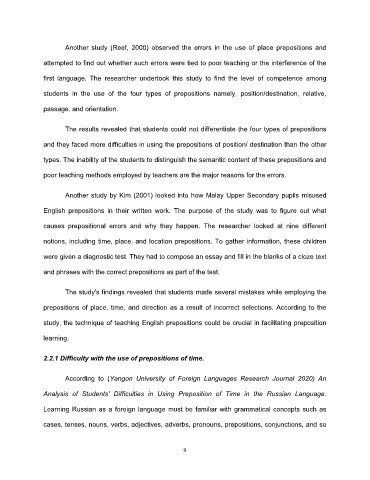 Another study (Reef, 2000) observed the errors in the use of place prepositions and
attempted to find out whether such errors were tied to poor teaching or the interference of the
first language. The researcher undertook this study to find the level of competence among
students in the use of the four types of prepositions namely, position/destination, relative,
passage, and orientation.
The results revealed that students could not differentiate the four types of prepositions
and they faced more difficulties in using the prepositions of position/ destination than the other
types. The inability of the students to distinguish the semantic content of these prepositions and
poor teaching methods employed by teachers are the major reasons for the errors.
Another study by Kim (2001) looked into how Malay Upper Secondary pupils misused
English prepositions in their written work. The purpose of the study was to figure out what
causes prepositional errors and why they happen. The researcher looked at nine different
notions, including time, place, and location prepositions. To gather information, these children
were given a diagnostic test. They had to compose an essay and fill in the blanks of a cloze text
and phrases with the correct prepositions as part of the test.
The study's findings revealed that students made several mistakes while employing the
prepositions of place, time, and direction as a result of incorrect selections. According to the
study, the technique of teaching English prepositions could be crucial in facilitating preposition
learning.
2.2.1 Difficulty with the use of prepositions of time.
According to (Yangon University of Foreign Languages Research Journal 2020) An
Analysis of Students' Difficulties in Using Preposition of Time in the Russian Language.
Learning Russian as a foreign language must be familiar with grammatical concepts such as
cases, tenses, nouns, verbs, adjectives, adverbs, pronouns, prepositions, conjunctions, and so
9